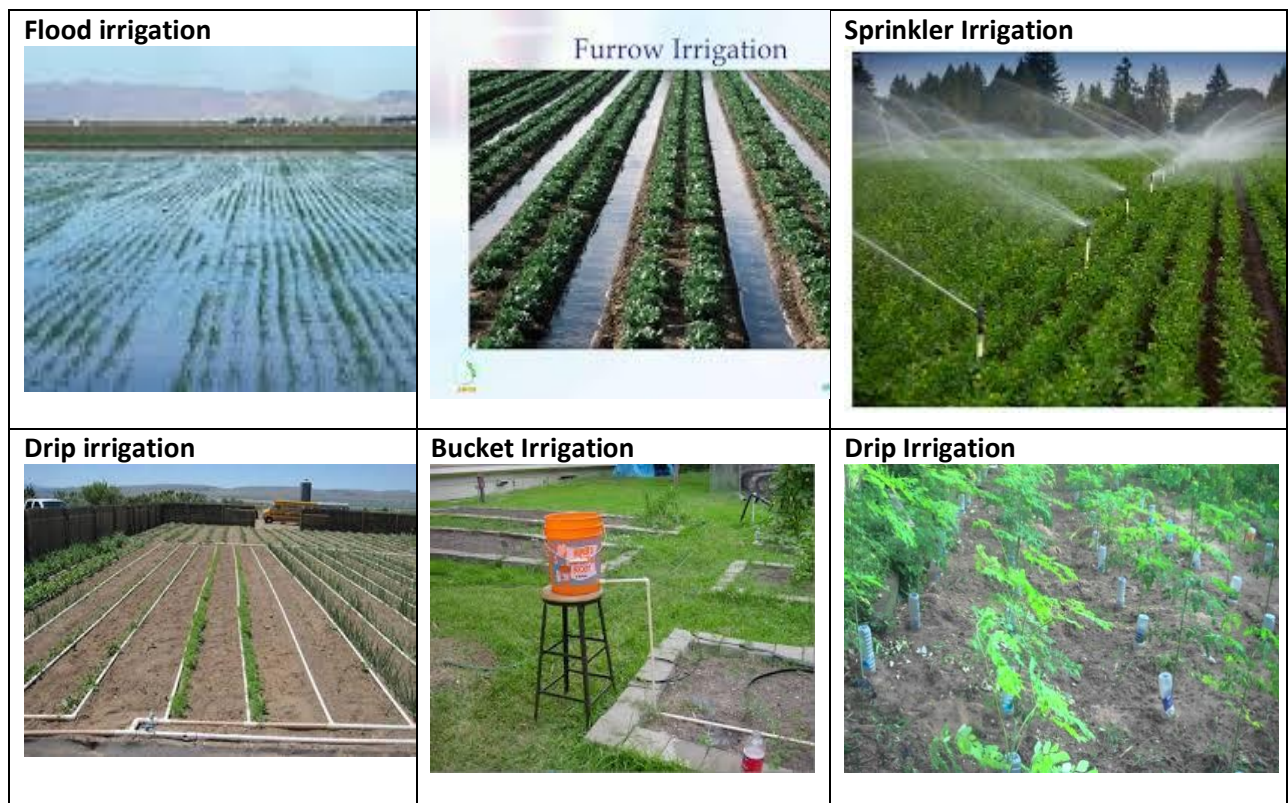 Flood irrigation
Furrow Irrigation
Sprinkler Irrigation
Drip irrigation
Bucket Irrigation
Drip Irrigation